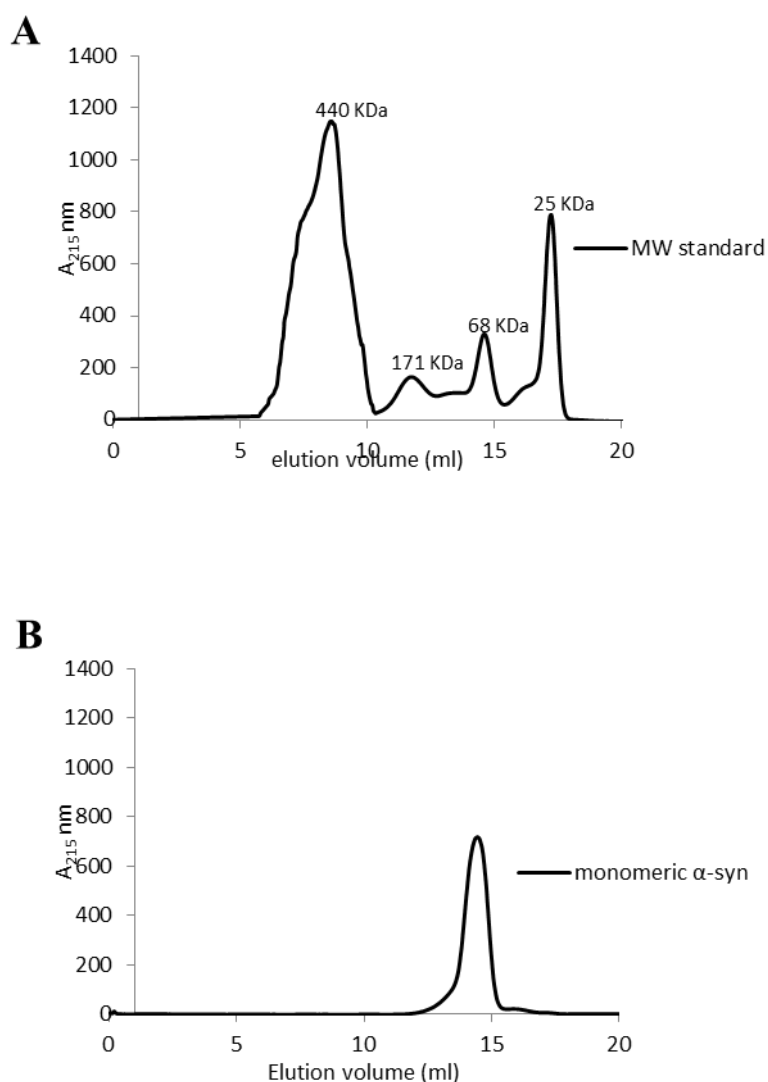 A
1400
1200
1000
800
600
400
200
0
A215 nm
440 KDa
171 KDa
68 KDa
25 KDa
MW standard
0 5 10 15 20
elution volume (ml)
B
1400
1200
1000
800
600
400
200
0
A215 nm
monomeric α-syn
0 5 10 15 20
Elution volume (ml)